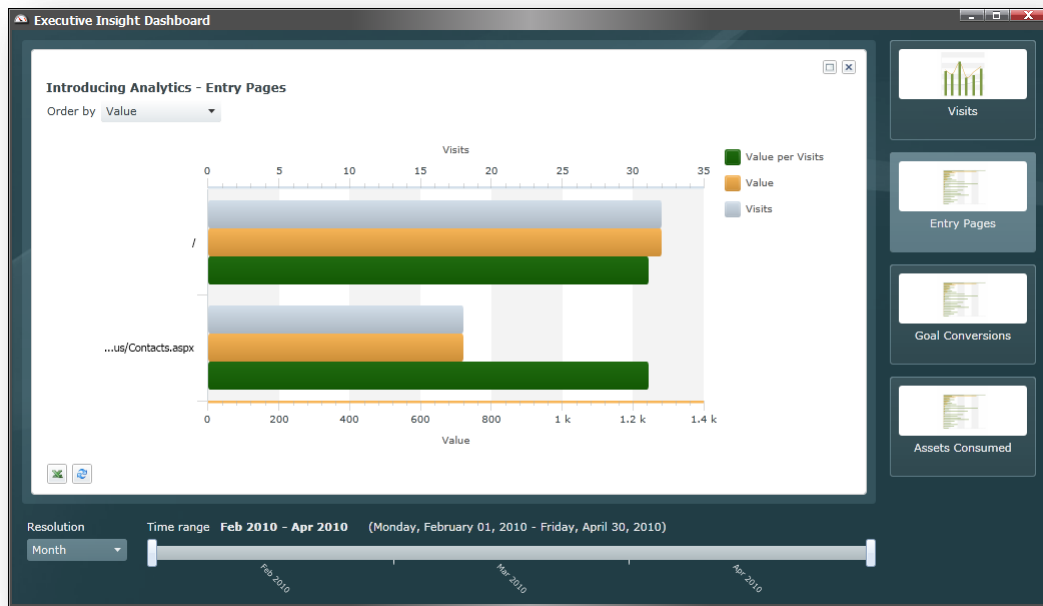 Executive Insight Dashboard
Introducing Analytics - Entry Pages
Order by Value
Visits
0 5 10 15 20 25 30 35
Value per Visits
Value
Visits
/
...us/Contacts.aspx
0 200 400 600 800 1 k 1.2 k 1.4 k
Value
Visits
Entry Pages
Goal Conversions
Assets Consumed
Resolution
Month
Time range Feb 2010 - Apr 2010 (Monday, February 01, 2010 - Friday, April 30, 2010)
Feb 2010
Mar 2010
Apr 2010